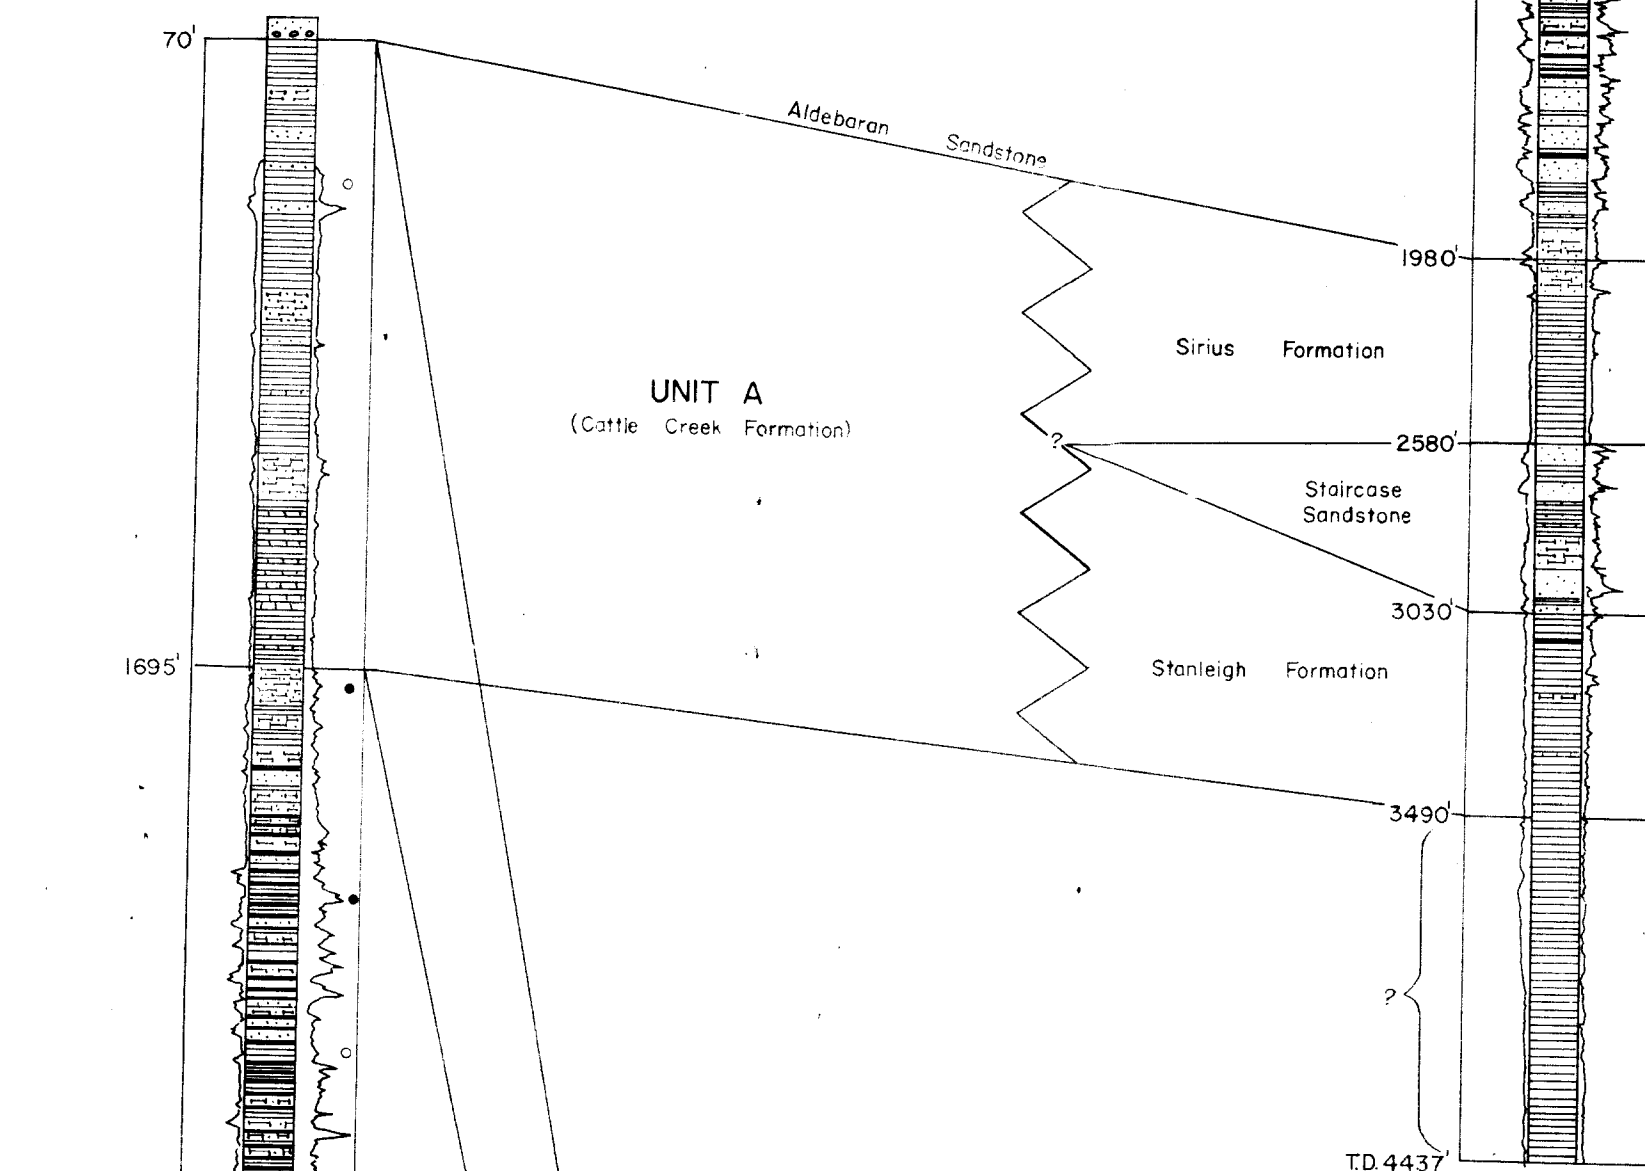 70'
Aldebaran Sandstone
1980'
Sirius Formation
UNIT A
(Cattle Creek Formation)
?
2580'
Staircase
Sandstone
3030'
1695'
Stanleigh Formation
3490'
?
T.D. 4437'